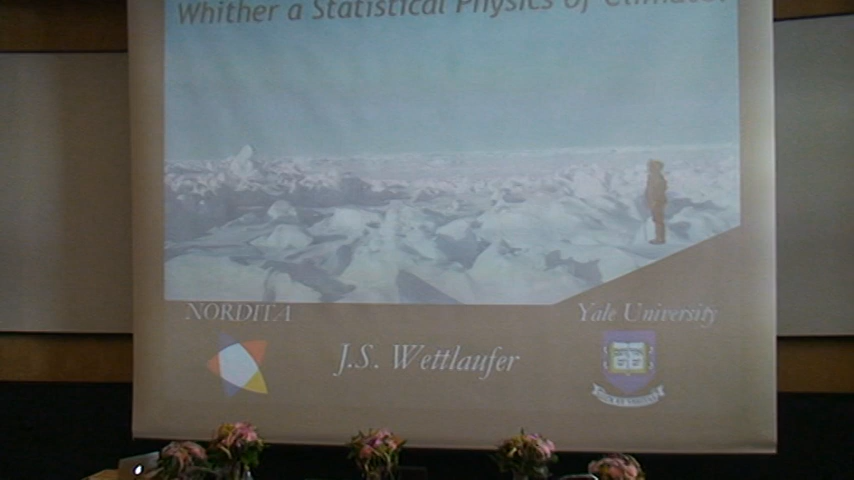 Whither a Statistical Physics of Climate?
NORDITA
Yale University
J.S. Wettlaufer